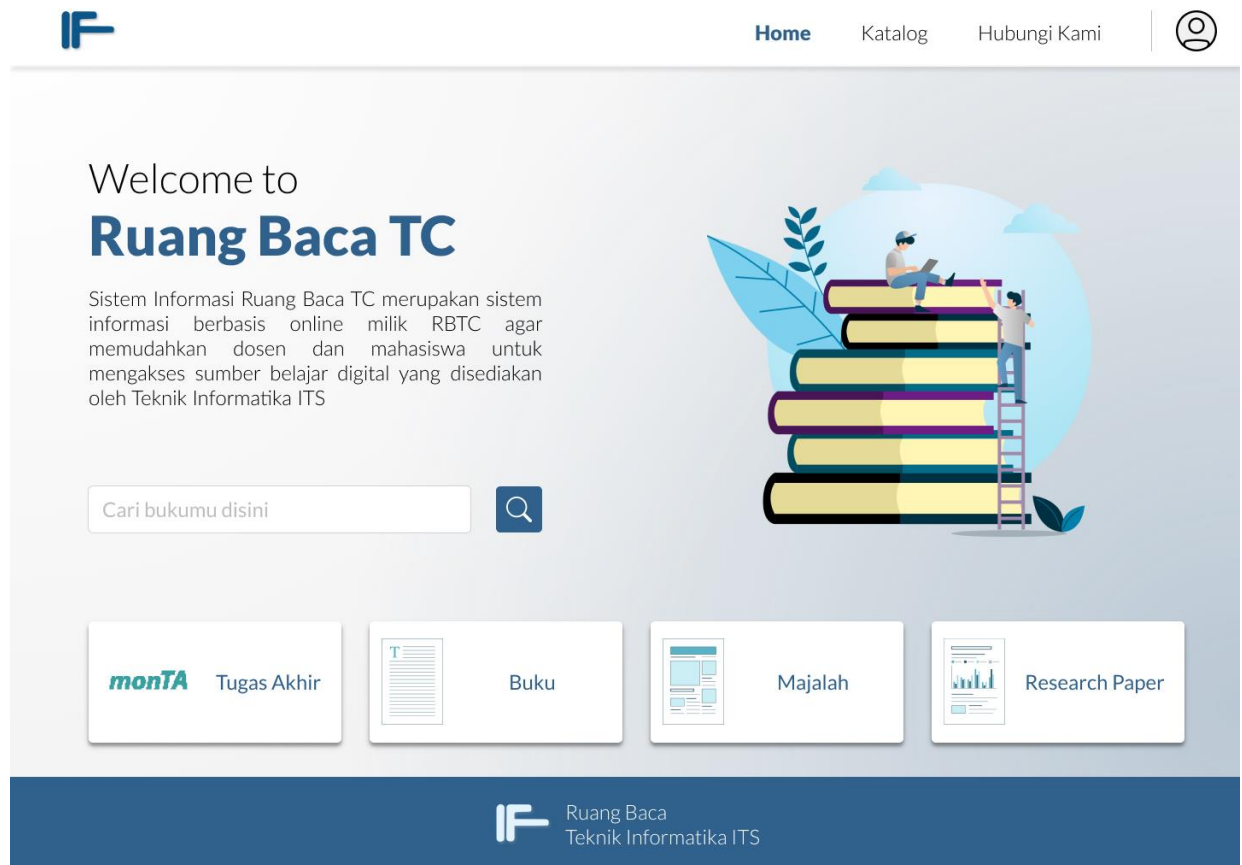 IF
Home Katalog Hubungi Kami
Welcome to
Ruang Baca TC
Sistem Informasi Ruang Baca TC merupakan sistem
informasi berbasis online milik RBTC agar
memudahkan dosen dan mahasiswa untuk
mengakses sumber belajar digital yang disediakan
oleh Teknik Informatika ITS
Cari bukumu disini
monTA Tugas Akhir
T
Buku
Majalah
Research Paper
IF
Ruang Baca
Teknik Informatika ITS